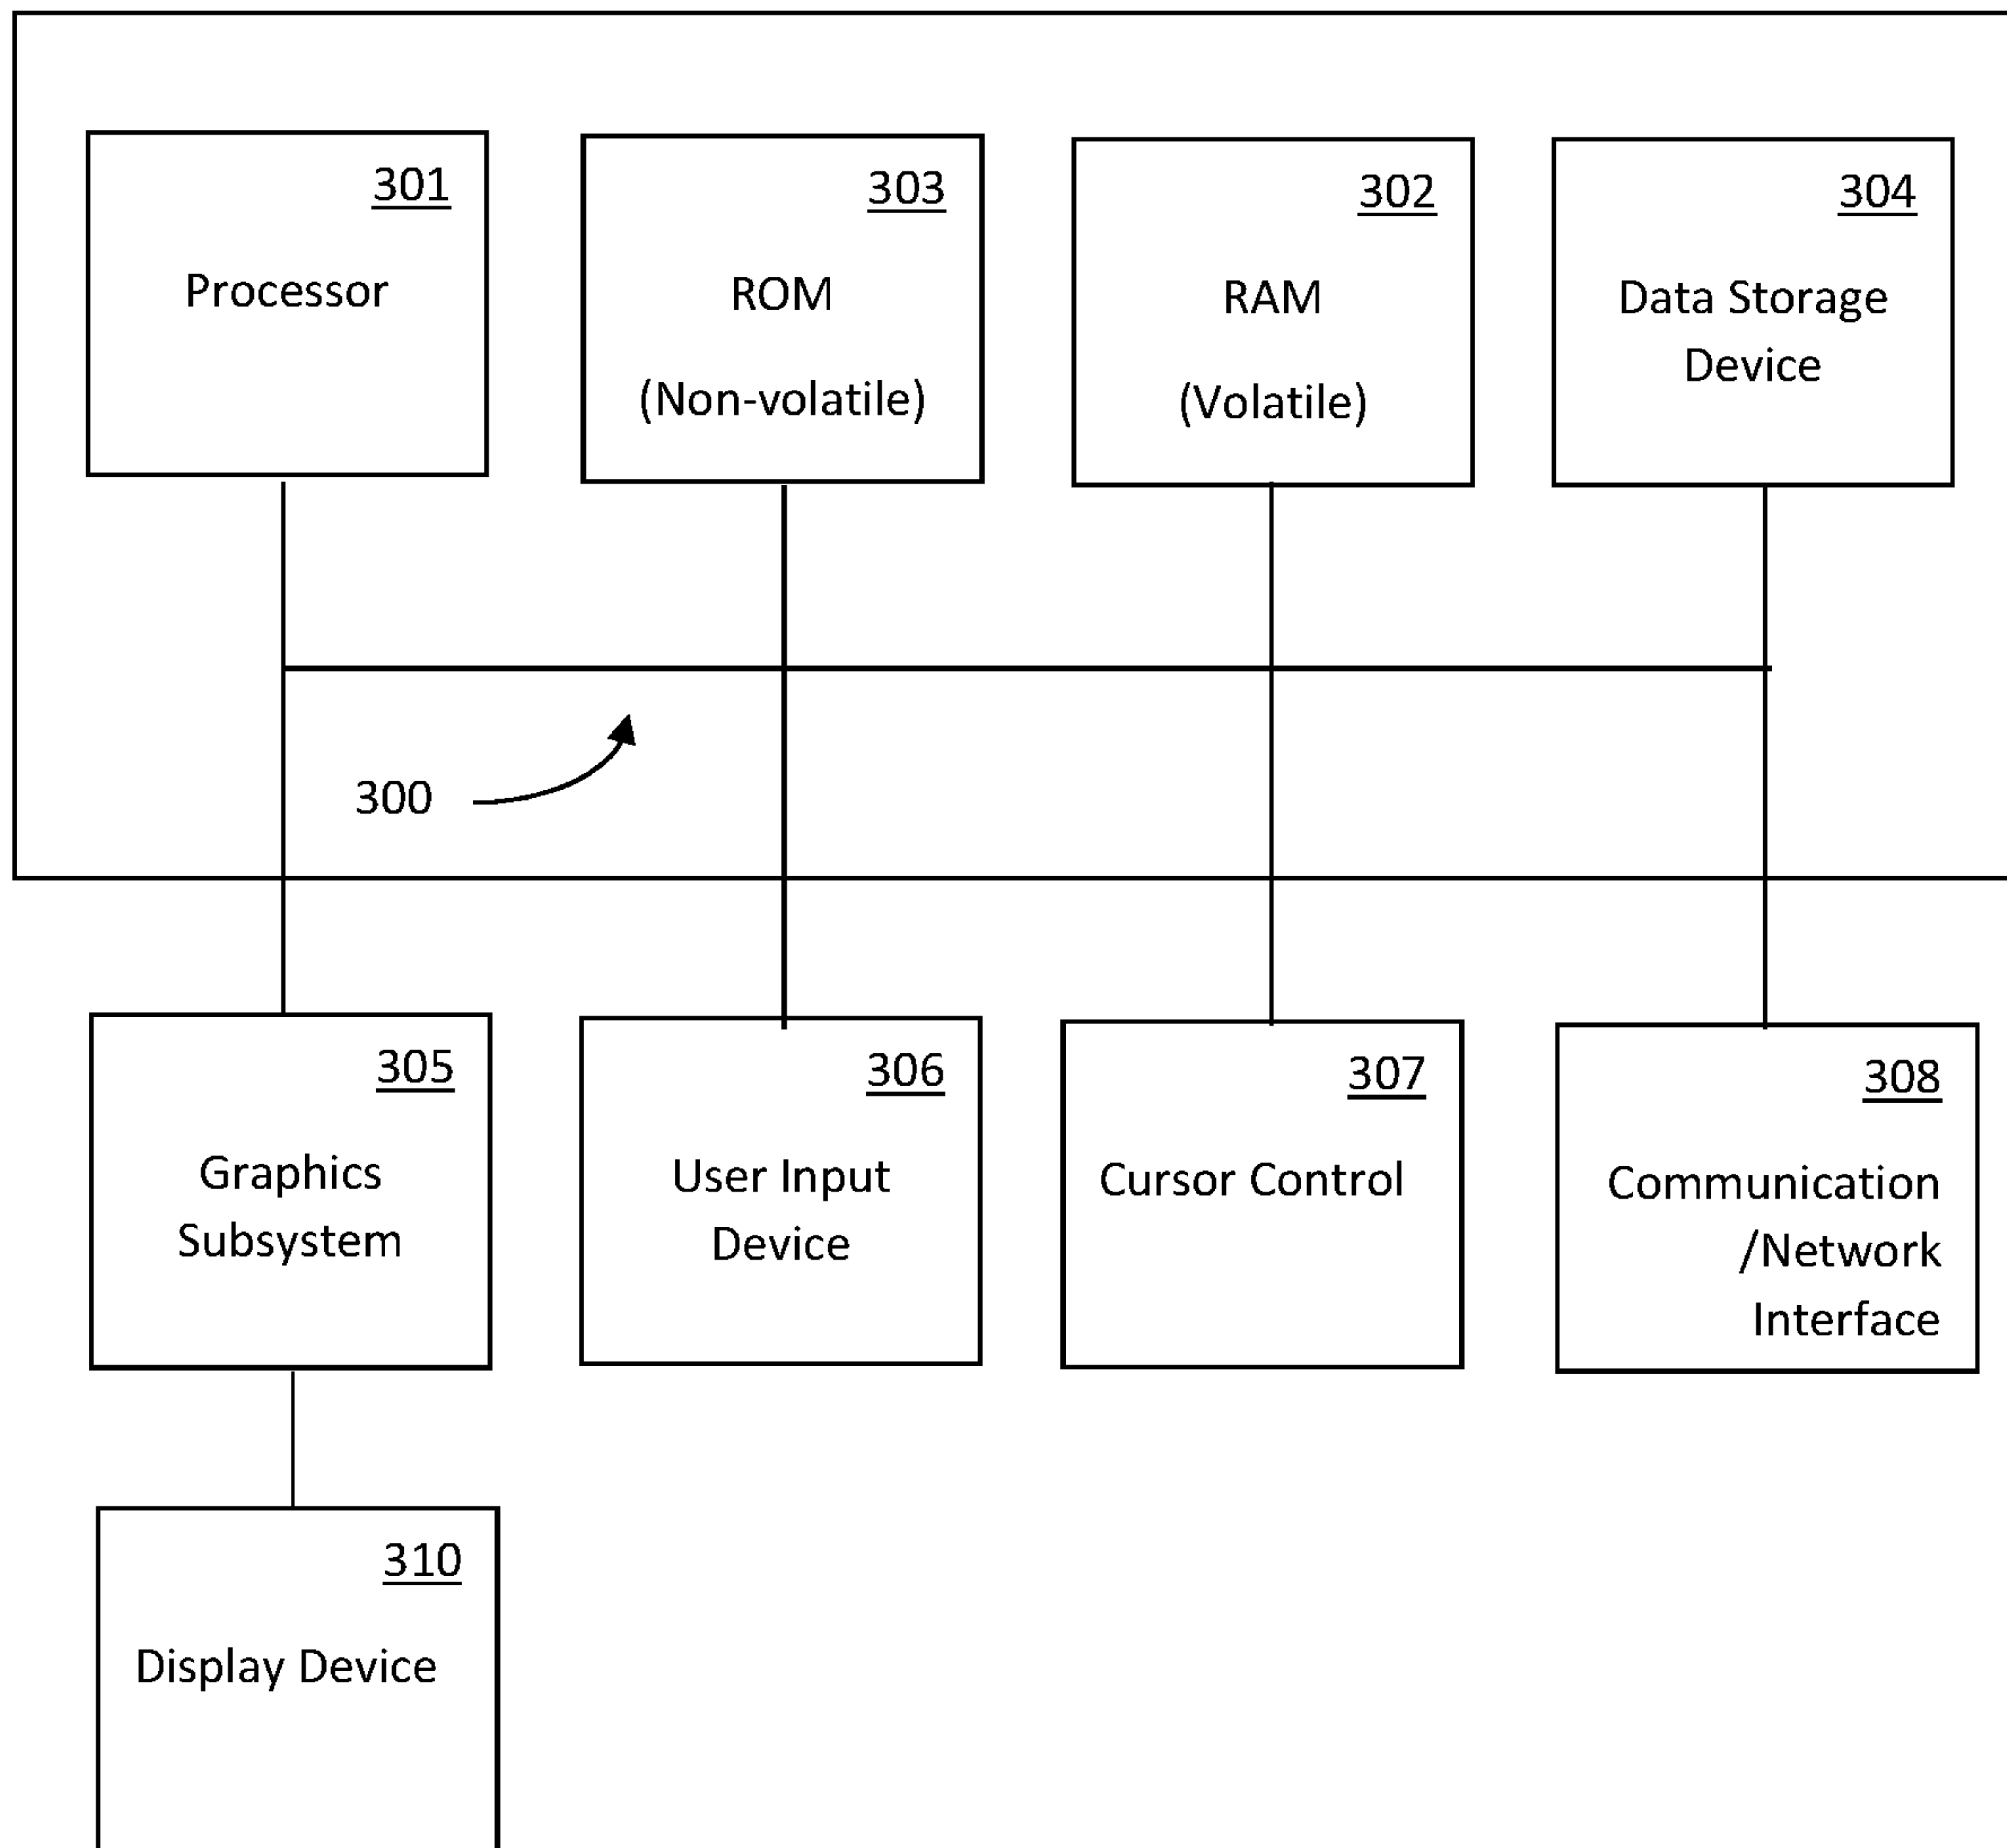 301
Processor
303
ROM
(Non-volatile)
302
RAM
(Volatile)
304
Data Storage
Device
300
305
Graphics
Subsystem
306
User Input
Device
307
Cursor Control
308
Communication
/Network
Interface
310
Display Device